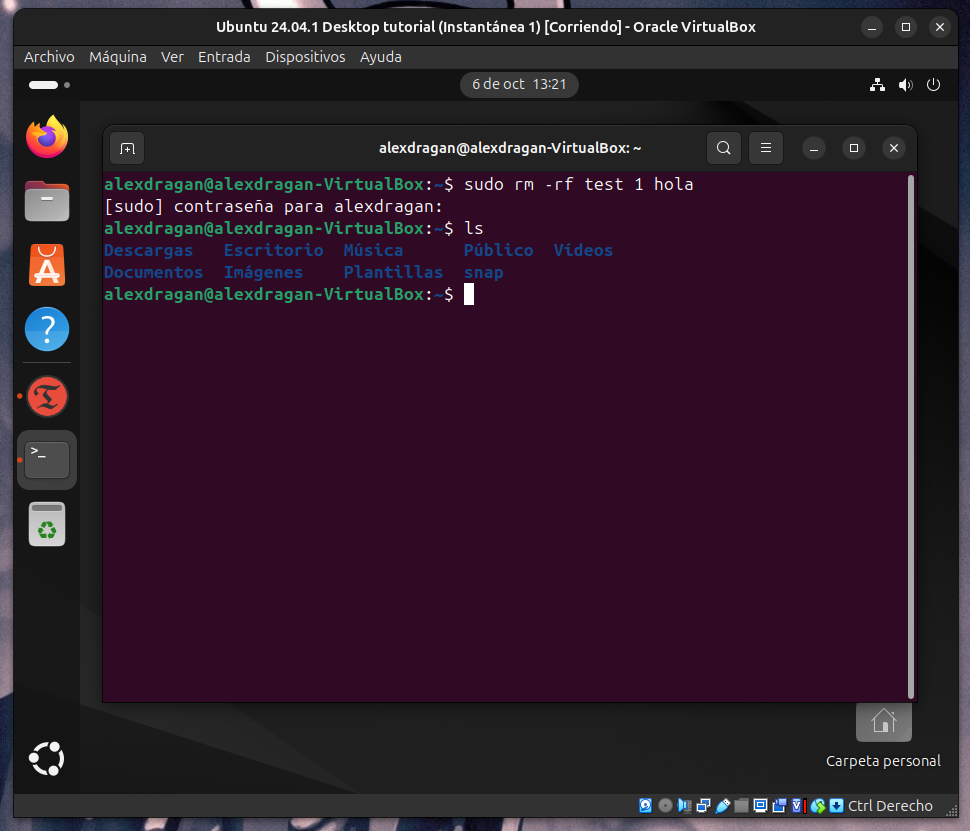 Ubuntu 24.04.1 Desktop tutorial (Instantánea 1) [Corriendo] - Oracle VirtualBox
Archivo Máquina Ver Entrada Dispositivos Ayuda
6 de oct 13:21
alexdragan@alexdragan-VirtualBox: ~
alexdragan@alexdragan-VirtualBox:~$ sudo rm -rf test 1 hola
[sudo] contraseña para alexdragan:
alexdragan@alexdragan-VirtualBox:~$ ls
Descargas Escritorio Música Público Vídeos
Documentos Imágenes Plantillas snap
alexdragan@alexdragan-VirtualBox:~$
Carpeta personal
Ctrl Derecho